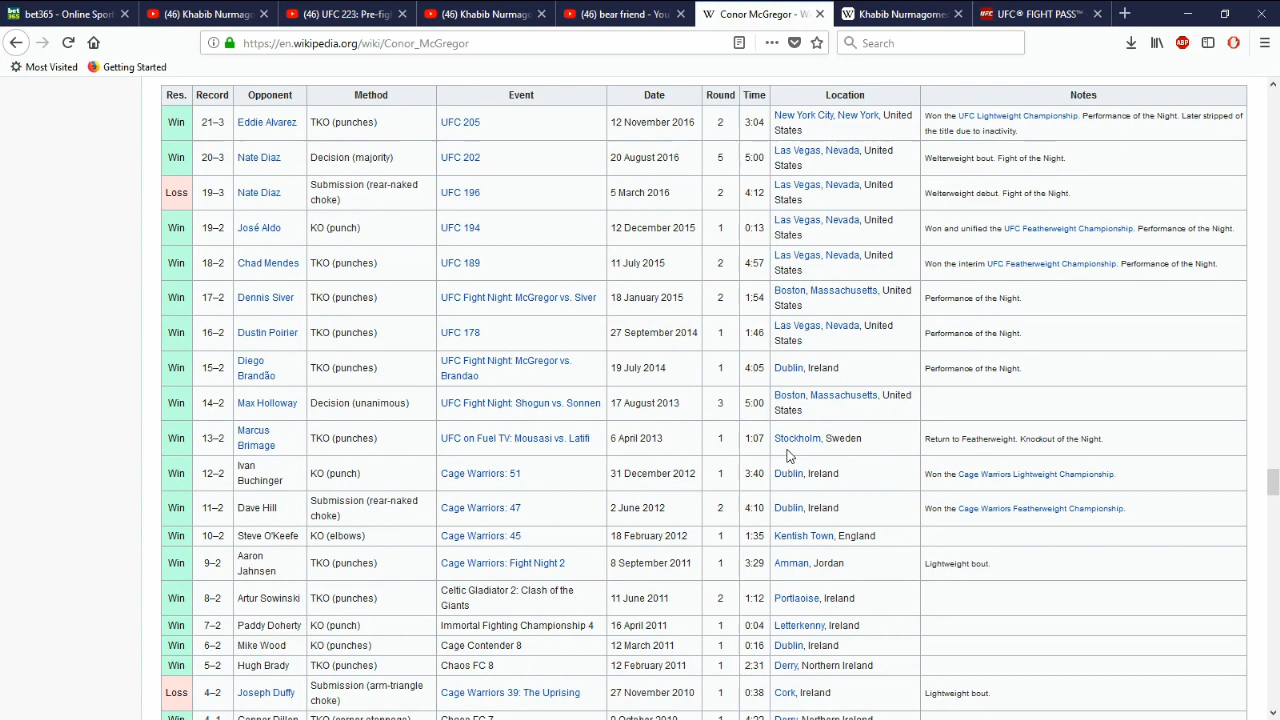 bet365 - Online Sport
(46) Khabib Nurmago
(46) UFC 223: Pre-fig
(46) Khabib Nurmago
(46) bear friend - You
Conor McGregor - Wi
Khabib Nurmagomed
UFC® FIGHT PASS™
https://en.wikipedia.org/wiki/Conor_McGregor
Search
ABP
Most Visited
Getting Started
Res. Record Opponent Method Event Date Round Time Location Notes
Win 21–3 Eddie Alvarez TKO (punches) UFC 205 12 November 2016 2 3:04 New York City, New York, United States Won the UFC Lightweight Championship. Performance of the Night. Later stripped of the title due to inactivity.
Win 20–3 Nate Diaz Decision (majority) UFC 202 20 August 2016 5 5:00 Las Vegas, Nevada, United States Welterweight bout. Fight of the Night.
Loss 19–3 Nate Diaz Submission (rear-naked choke) UFC 196 5 March 2016 2 4:12 Las Vegas, Nevada, United States Welterweight debut. Fight of the Night.
Win 19–2 José Aldo KO (punch) UFC 194 12 December 2015 1 0:13 Las Vegas, Nevada, United States Won and unified the UFC Featherweight Championship. Performance of the Night.
Win 18–2 Chad Mendes TKO (punches) UFC 189 11 July 2015 2 4:57 Las Vegas, Nevada, United States Won the interim UFC Featherweight Championship. Performance of the Night.
Win 17–2 Dennis Siver TKO (punches) UFC Fight Night: McGregor vs. Siver 18 January 2015 2 1:54 Boston, Massachusetts, United States Performance of the Night.
Win 16–2 Dustin Poirier TKO (punches) UFC 178 27 September 2014 1 1:46 Las Vegas, Nevada, United States Performance of the Night.
Win 15–2 Diego Brandão TKO (punches) UFC Fight Night: McGregor vs. Brandao 19 July 2014 1 4:05 Dublin, Ireland Performance of the Night.
Win 14–2 Max Holloway Decision (unanimous) UFC Fight Night: Shogun vs. Sonnen 17 August 2013 3 5:00 Boston, Massachusetts, United States
Win 13–2 Marcus Brimage TKO (punches) UFC on Fuel TV: Mousasi vs. Latifi 6 April 2013 1 1:07 Stockholm, Sweden Return to Featherweight. Knockout of the Night.
Win 12–2 Ivan Buchinger KO (punch) Cage Warriors: 51 31 December 2012 1 3:40 Dublin, Ireland Won the Cage Warriors Lightweight Championship.
Win 11–2 Dave Hill Submission (rear-naked choke) Cage Warriors: 47 2 June 2012 2 4:10 Dublin, Ireland Won the Cage Warriors Featherweight Championship.
Win 10–2 Steve O'Keefe KO (elbows) Cage Warriors: 45 18 February 2012 1 1:35 Kentish Town, England
Win 9–2 Aaron Jahnsen TKO (punches) Cage Warriors: Fight Night 2 8 September 2011 1 3:29 Amman, Jordan Lightweight bout.
Win 8–2 Artur Sowinski TKO (punches) Celtic Gladiator 2: Clash of the Giants 11 June 2011 2 1:12 Portlaoise, Ireland
Win 7–2 Paddy Doherty KO (punch) Immortal Fighting Championship 4 16 April 2011 1 0:04 Letterkenny, Ireland
Win 6–2 Mike Wood KO (punches) Cage Contender 8 12 March 2011 1 0:16 Dublin, Ireland
Win 5–2 Hugh Brady TKO (punches) Chaos FC 8 12 February 2011 1 2:31 Derry, Northern Ireland
Loss 4–2 Joseph Duffy Submission (arm-triangle choke) Cage Warriors 39: The Uprising 27 November 2010 1 0:38 Cork, Ireland Lightweight bout.